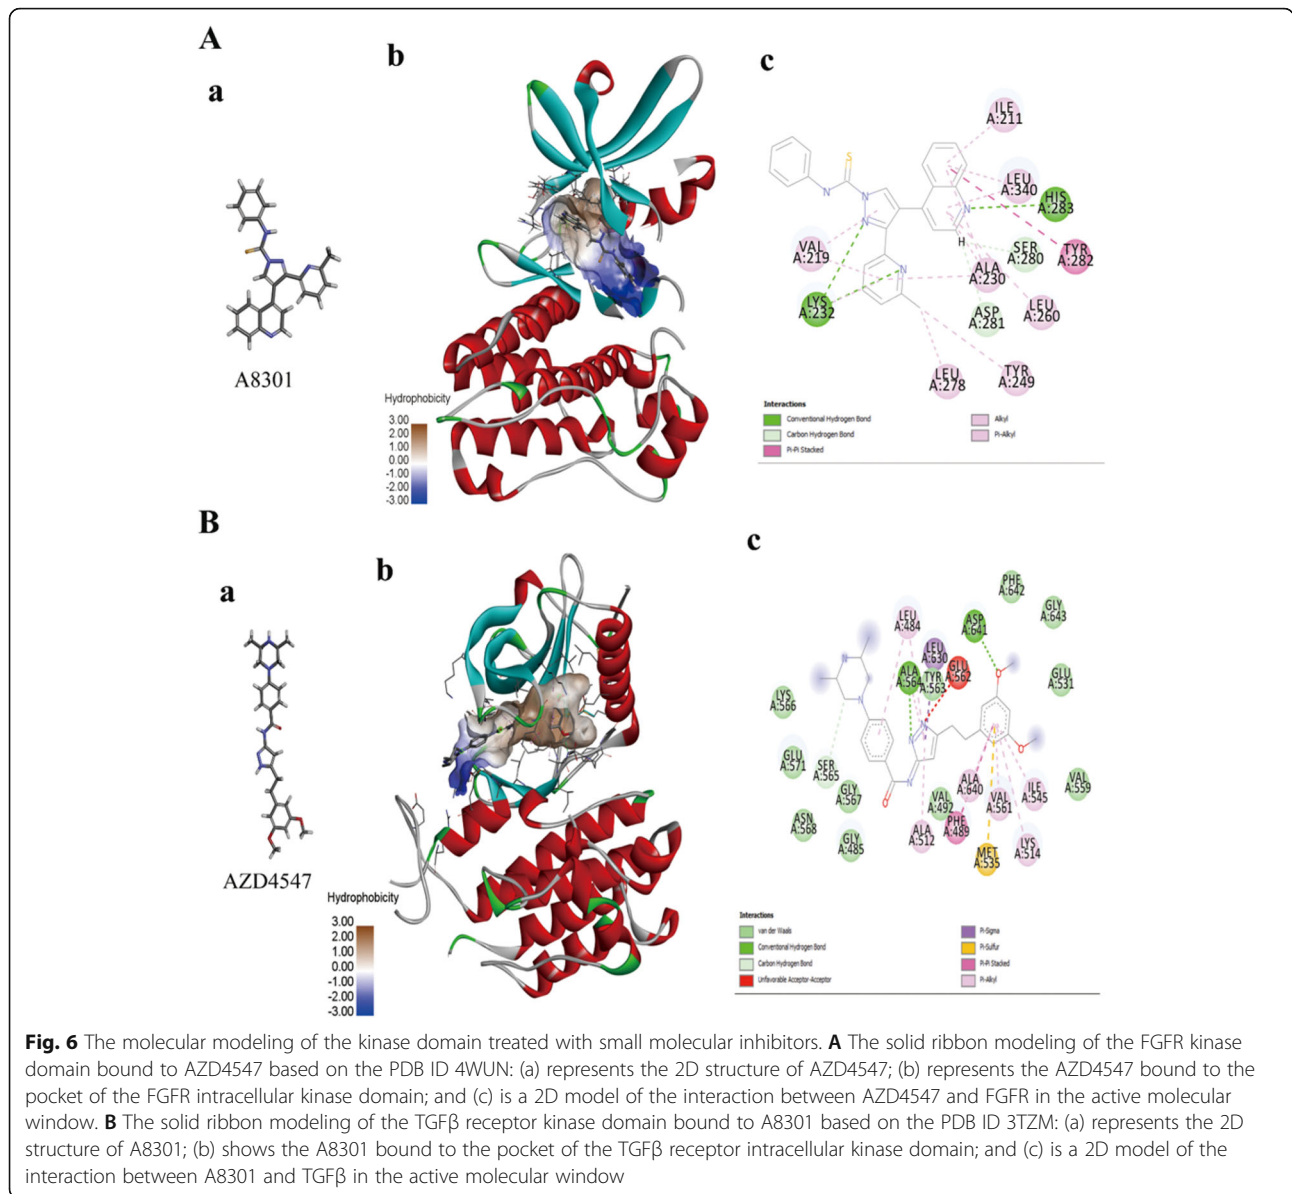 A
a
b
c
A8301
Hydrophobicity
3.00
2.00
1.00
0.00
-1.00
-2.00
-3.00
ILE
A:211
LEU
A:340
HIS
A:283
S
N
H
N
N
N
N
H
VAL
A:219
SER
A:280
TYR
A:282
ALA
A:230
LYS
A:232
ASP
A:281
LEU
A:260
LEU
A:278
TYR
A:249
Interactions
Conventional Hydrogen Bond
Carbon Hydrogen Bond
Pi-Pi Stacked
Alkyl
Pi-Alkyl
B
a
b
c
AZD4547
Hydrophobicity
3.00
2.00
1.00
0.00
-1.00
-2.00
-3.00
PHE
A:642
GLY
A:643
LEU
A:484
ASP
A:641
LEU
A:630
ALA
A:564
TYR
A:563
GLU
A:562
GLU
A:531
LYS
A:566
GLU
A:571
SER
A:565
GLY
A:567
VAL
A:492
ALA
A:640
VAL
A:561
ILE
A:545
VAL
A:559
ASN
A:568
GLY
A:485
ALA
A:512
PHE
A:489
MET
A:535
LYS
A:514
Interactions
van der Waals
Conventional Hydrogen Bond
Carbon Hydrogen Bond
Unfavorable Acceptor-Acceptor
Pi-Sigma
Pi-Sulfur
Pi-Pi Stacked
Pi-Alkyl
Fig. 6 The molecular modeling of the kinase domain treated with small molecular inhibitors. A The solid ribbon modeling of the FGFR kinase
domain bound to AZD4547 based on the PDB ID 4WUN: (a) represents the 2D structure of AZD4547; (b) represents the AZD4547 bound to the
pocket of the FGFR intracellular kinase domain; and (c) is a 2D model of the interaction between AZD4547 and FGFR in the active molecular
window. B The solid ribbon modeling of the TGFβ receptor kinase domain bound to A8301 based on the PDB ID 3TZM: (a) represents the 2D
structure of A8301; (b) shows the A8301 bound to the pocket of the TGFβ receptor intracellular kinase domain; and (c) is a 2D model of the
interaction between A8301 and TGFβ in the active molecular window